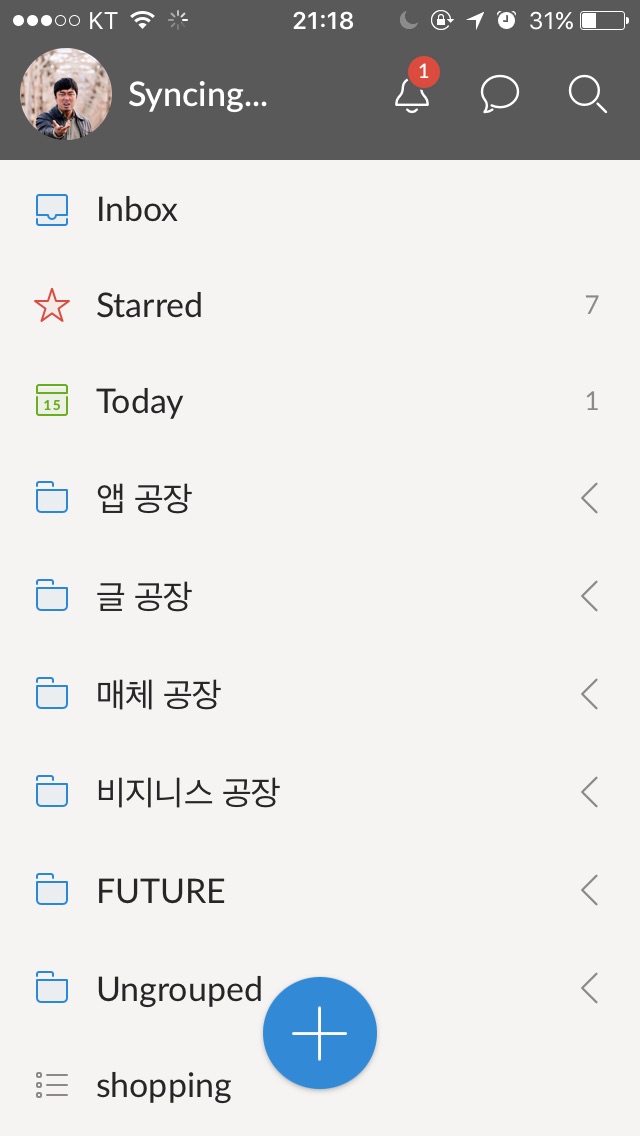 KT 21:18 31%
Syncing... 1
Inbox
Starred 7
15 Today 1
앱 공장
글 공장
매체 공장
비지니스 공장
FUTURE
Ungrouped
shopping